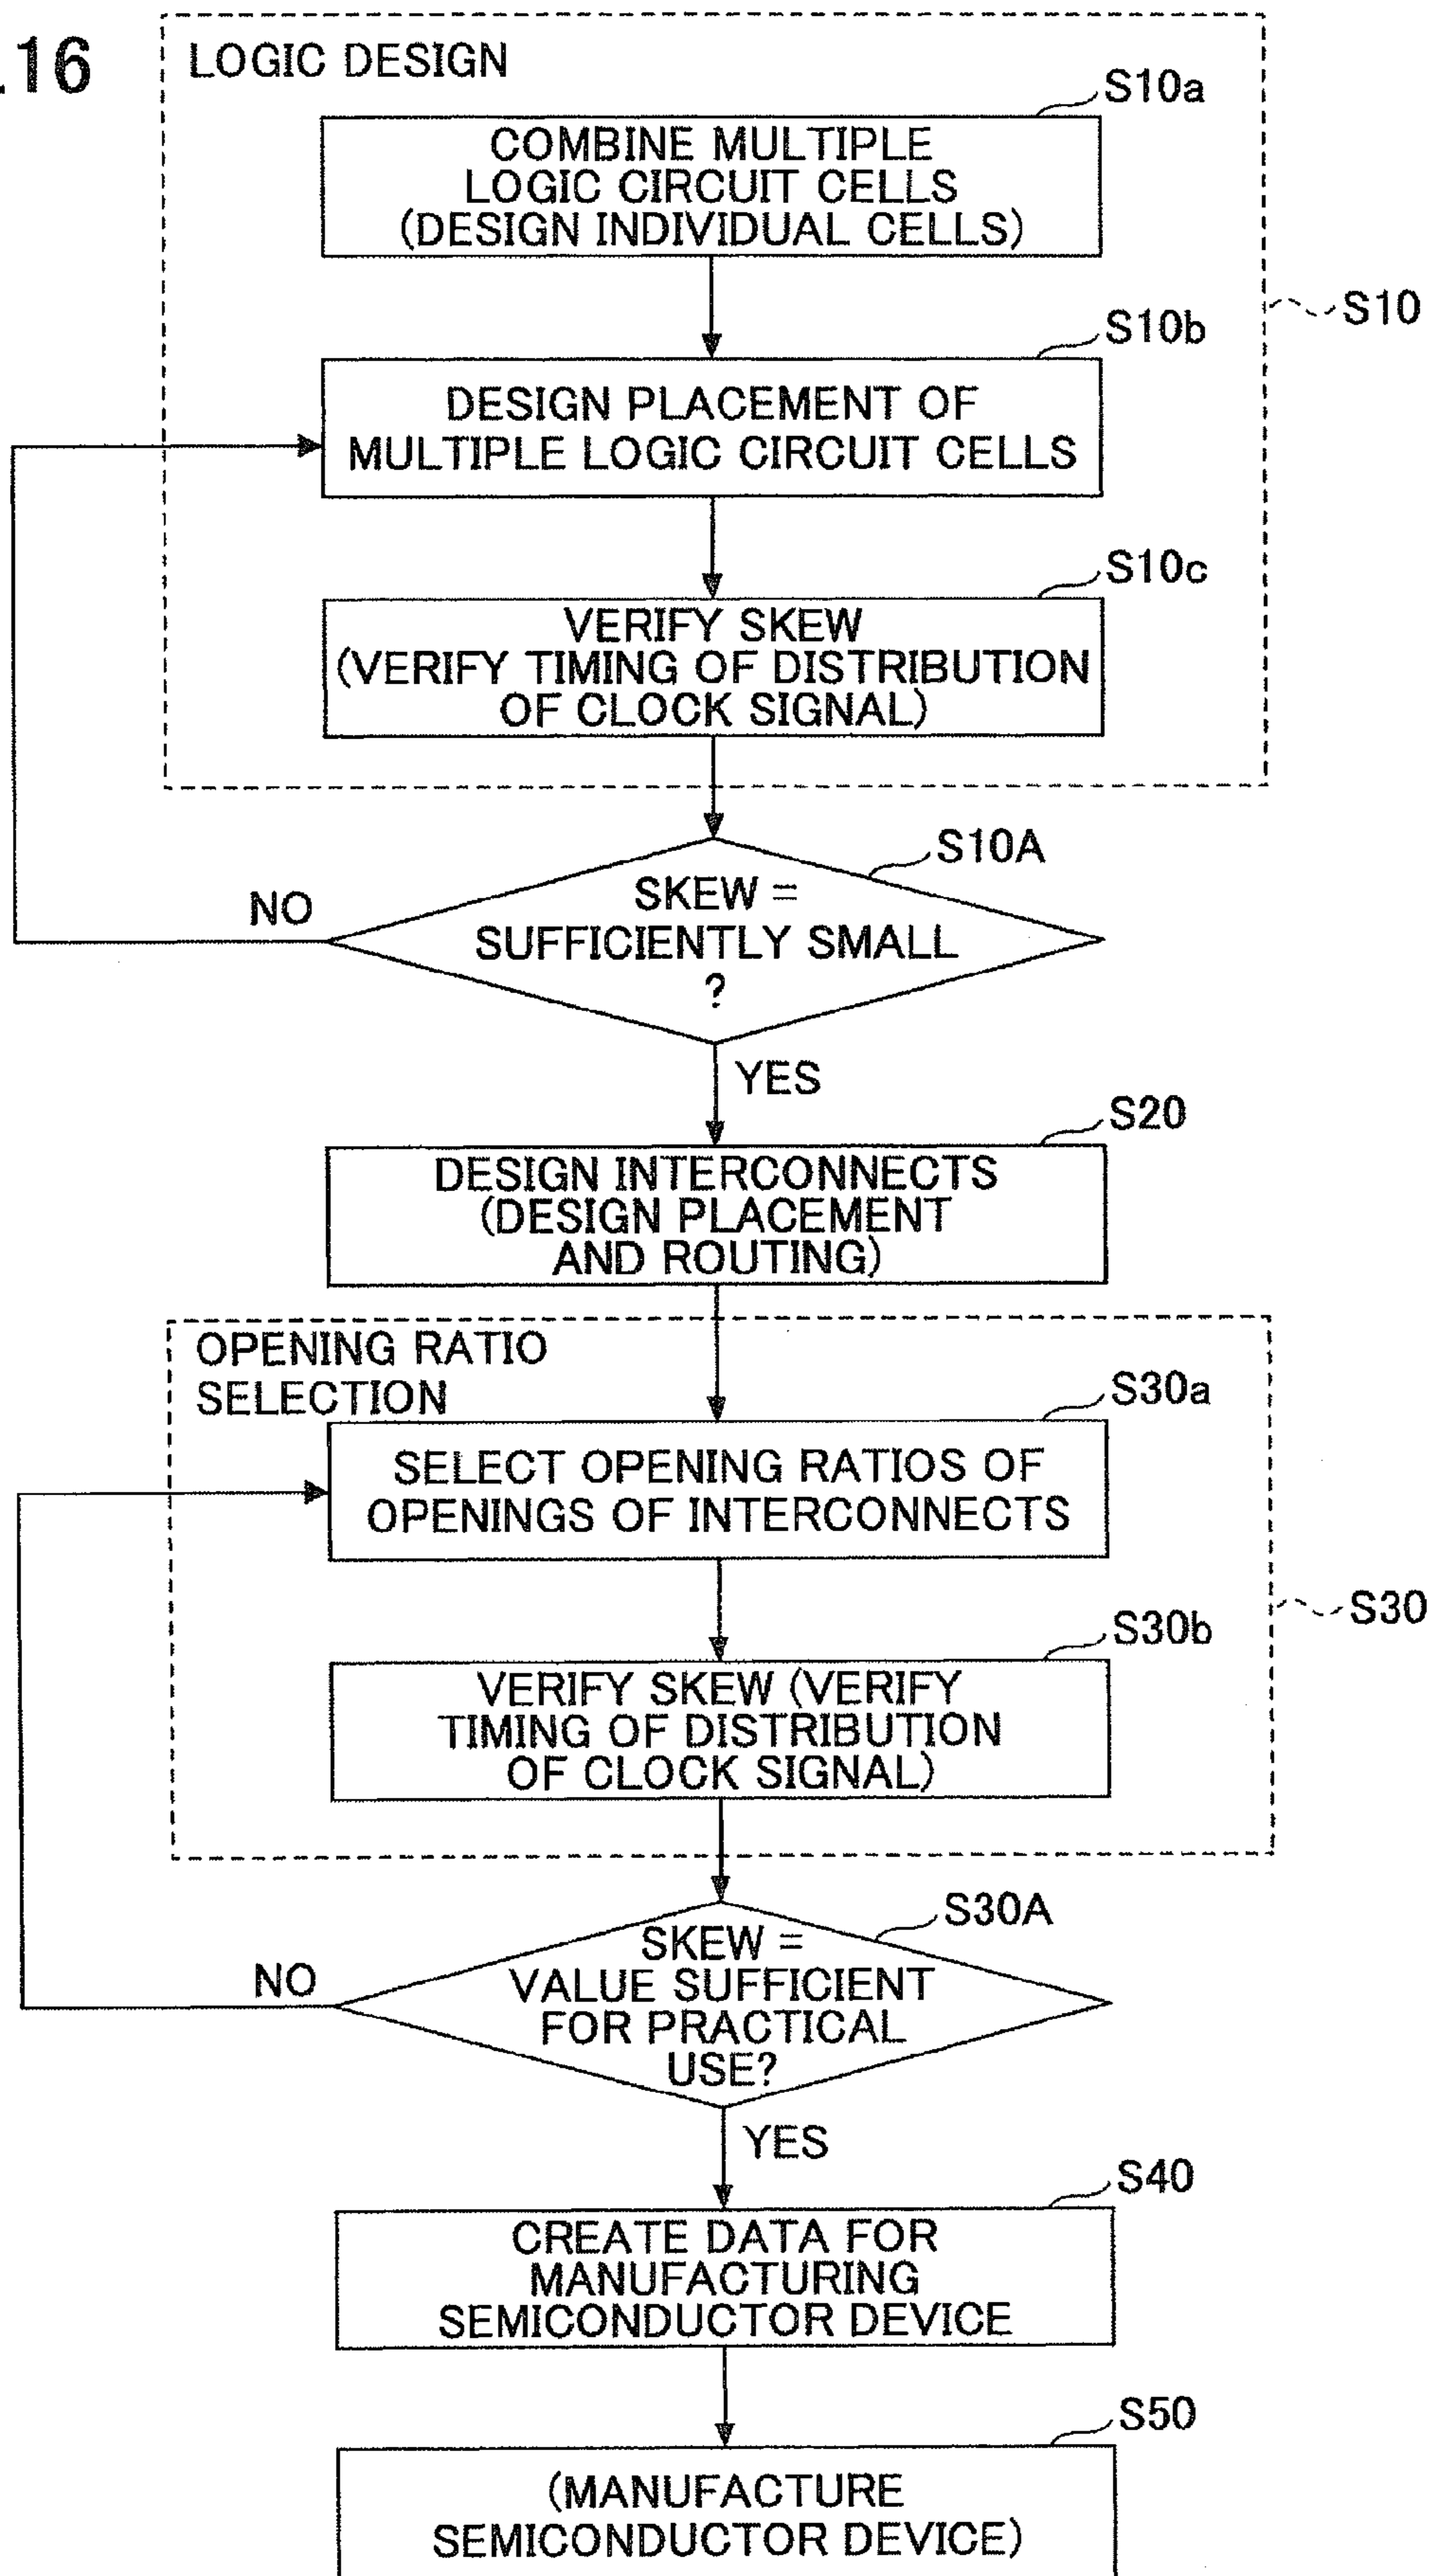 .16
LOGIC DESIGN
S10a
COMBINE MULTIPLE
LOGIC CIRCUIT CELLS
(DESIGN INDIVIDUAL CELLS)
S10
S10b
DESIGN PLACEMENT OF
MULTIPLE LOGIC CIRCUIT CELLS
S10c
VERIFY SKEW
(VERIFY TIMING OF DISTRIBUTION
OF CLOCK SIGNAL)
S10A
NO
SKEW =
SUFFICIENTLY SMALL
?
YES
S20
DESIGN INTERCONNECTS
(DESIGN PLACEMENT
AND ROUTING)
OPENING RATIO
SELECTION
S30a
SELECT OPENING RATIOS OF
OPENINGS OF INTERCONNECTS
S30
S30b
VERIFY SKEW (VERIFY
TIMING OF DISTRIBUTION
OF CLOCK SIGNAL)
S30A
NO
SKEW =
VALUE SUFFICIENT
FOR PRACTICAL
USE?
YES
S40
CREATE DATA FOR
MANUFACTURING
SEMICONDUCTOR DEVICE
S50
(MANUFACTURE
SEMICONDUCTOR DEVICE)